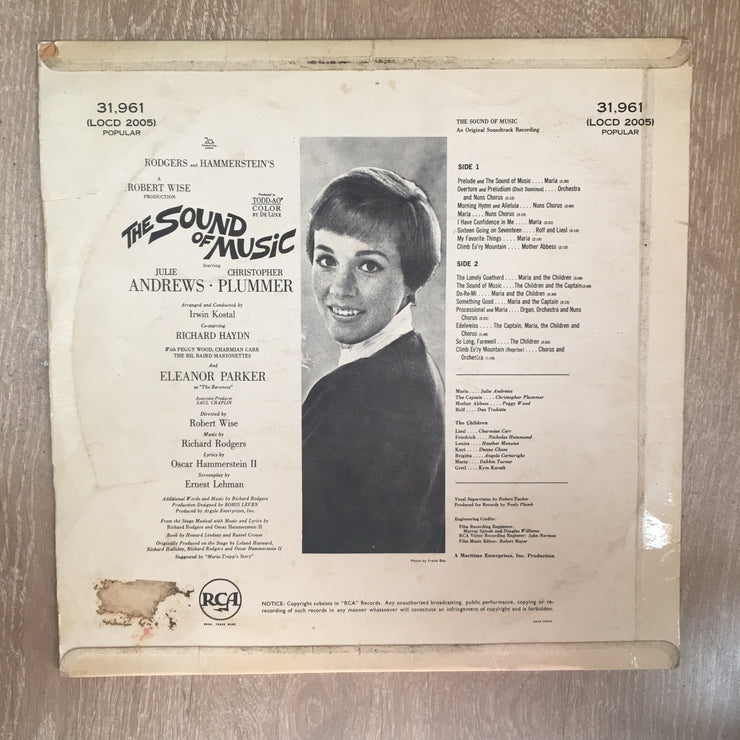 31,961
(LOCD 2005)
POPULAR
RODGERS and HAMMERSTEIN'S
A
ROBERT WISE
PRODUCTION
Produced in
TODD-AO®
COLOR
BY DE LUXE
THE SOUND
OF MUSIC
Starring
JULIE CHRISTOPHER
ANDREWS · PLUMMER
Arranged and Conducted by
Irwin Kostal
Co-starring
RICHARD HAYDN
With PEGGY WOOD, CHARMIAN CARR
THE BIL BAIRD MARIONETTES
And
ELEANOR PARKER
as "The Baroness"
Associate Producer
SAUL CHAPLIN
Directed by
Robert Wise
Music by
Richard Rodgers
Lyrics by
Oscar Hammerstein II
Screenplay by
Ernest Lehman
Additional Words and Music by Richard Rodgers
Production Designed by BORIS LEVEN
Produced by Argyle Enterprises, Inc.
From the Stage Musical with Music and Lyrics by
Richard Rodgers and Oscar Hammerstein II
Book by Howard Lindsay and Russel Crouse
Originally Produced on the Stage by Leland Hayward,
Richard Halliday, Richard Rodgers and Oscar Hammerstein II
Suggested by "Maria Trapp's Story"
31,961
(LOCD 2005)
POPULAR
THE SOUND OF MUSIC
An Original Soundtrack Recording
SIDE 1
Prelude and The Sound of Music .... Maria
Overture and Preludium (Dixit Dominus) .... Orchestra
and Nuns Chorus
Morning Hymn and Alleluia .... Nuns Chorus
Maria .... Nuns Chorus
I Have Confidence in Me .... Maria
Sixteen Going on Seventeen .... Rolf and Liesl
My Favorite Things .... Maria
Climb Ev'ry Mountain .... Mother Abbess
SIDE 2
The Lonely Goatherd .... Maria and the Children
The Sound of Music ....The Children and the Captain
Do-Re-Mi .... Maria and the Children
Something Good .... Maria and the Captain
Processional and Maria .... Organ, Orchestra and Nuns
Chorus
Edelweiss .... The Captain, Maria, the Children and
Chorus
So Long, Farewell .... The Children
Climb Ev'ry Mountain (Reprise) .... Chorus and
Orchestra
Maria .... Julie Andrews
The Captain .... Christopher Plummer
Mother Abbess .... Peggy Wood
Rolf .... Dan Truhitte
The Children
Liesl .... Charmian Carr
Friedrich .... Nicholas Hammond
Louisa .... Heather Menzies
Kurt .... Duane Chase
Brigitta .... Angela Cartwright
Marta .... Debbie Turner
Gretl .... Kym Karath
Vocal Supervision by Robert Tucker
Produced for Records by Neely Plumb
Engineering Credits:
Film Recording Engineers:
Murray Spivak and Douglas Williams
RCA Victor Recording Engineer: John Norman
Film Music Editor: Robert Mayer
A Maritime Enterprises, Inc. Production
Photo by Frank Bez
RCA
REGD. TRADE MARK
NOTICE: Copyright subsists in "RCA" Records. Any unauthorised broadcasting, public performance, copying or re-
recording of such records in any manner whatsoever will constitute an infringement of copyright and is forbidden.